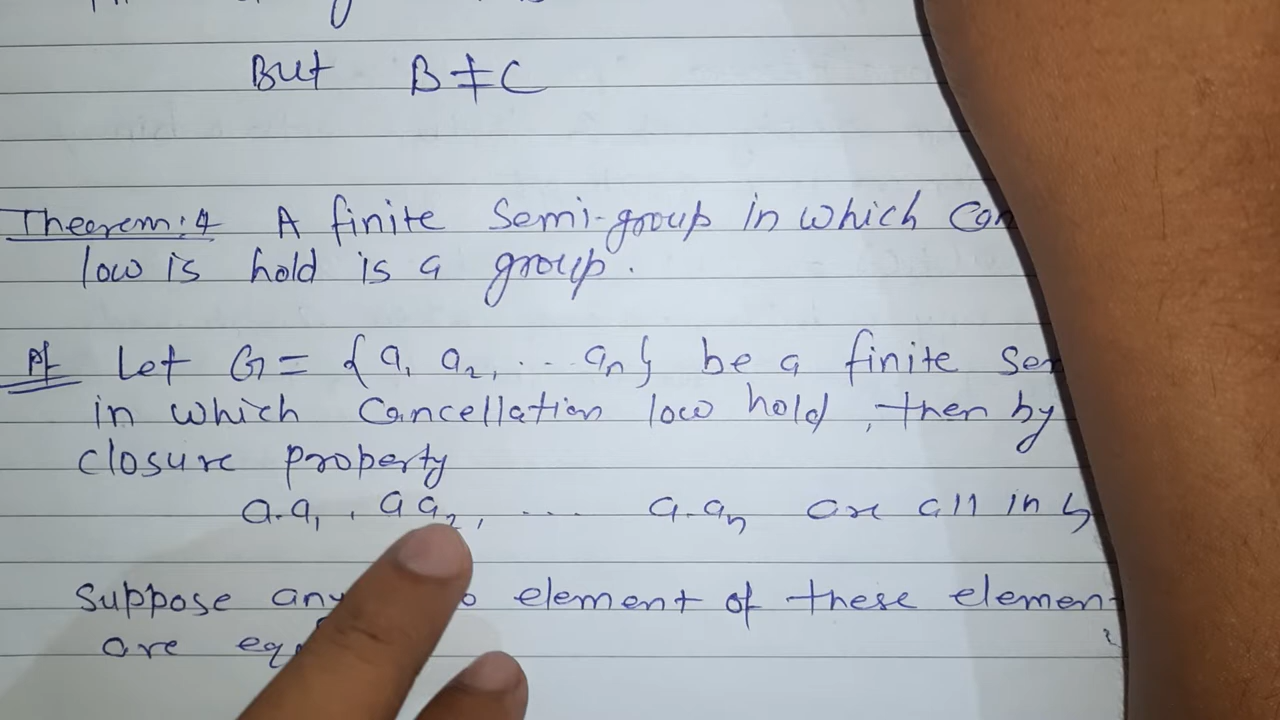 But B ≠ C
Theorem: 4 A finite Semi-group in which Can
low is hold is a group.
Pf Let G = {a, a₂, ... aₙ} be a finite Sem
in which Cancellation low hold, then by
closure property
a.a₁, a a₂, ... a.aₙ are all in G
Suppose any element of these element
are